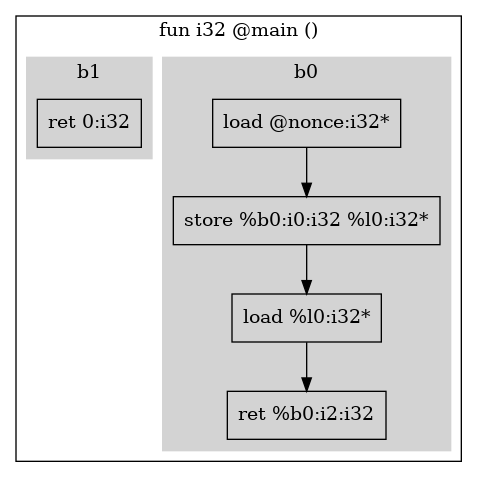 fun i32 @main ()
b1
ret 0:i32
b0
load @nonce:i32*
store %b0:i0:i32 %l0:i32*
load %l0:i32*
ret %b0:i2:i32